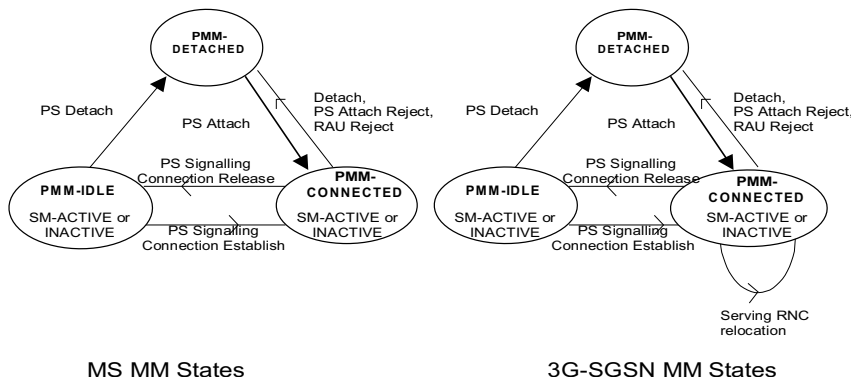 PMM-
DETACHED
PS Detach
PS Attach
Detach,
PS Attach Reject,
RAU Reject
PS Signalling
Connection Release
PMM-IDLE
SM-ACTIVE or
INACTIVE
PMM-
CONNECTED
SM-ACTIVE or
INACTIVE
PS Signalling
Connection Establish
MS MM States
PMM-
DETACHED
PS Detach
PS Attach
Detach,
PS Attach Reject,
RAU Reject
PS Signalling
Connection Release
PMM-IDLE
SM-ACTIVE or
INACTIVE
PMM-
CONNECTED
SM-ACTIVE or
INACTIVE
PS Signalling
Connection Establish
Serving RNC
relocation
3G-SGSN MM States